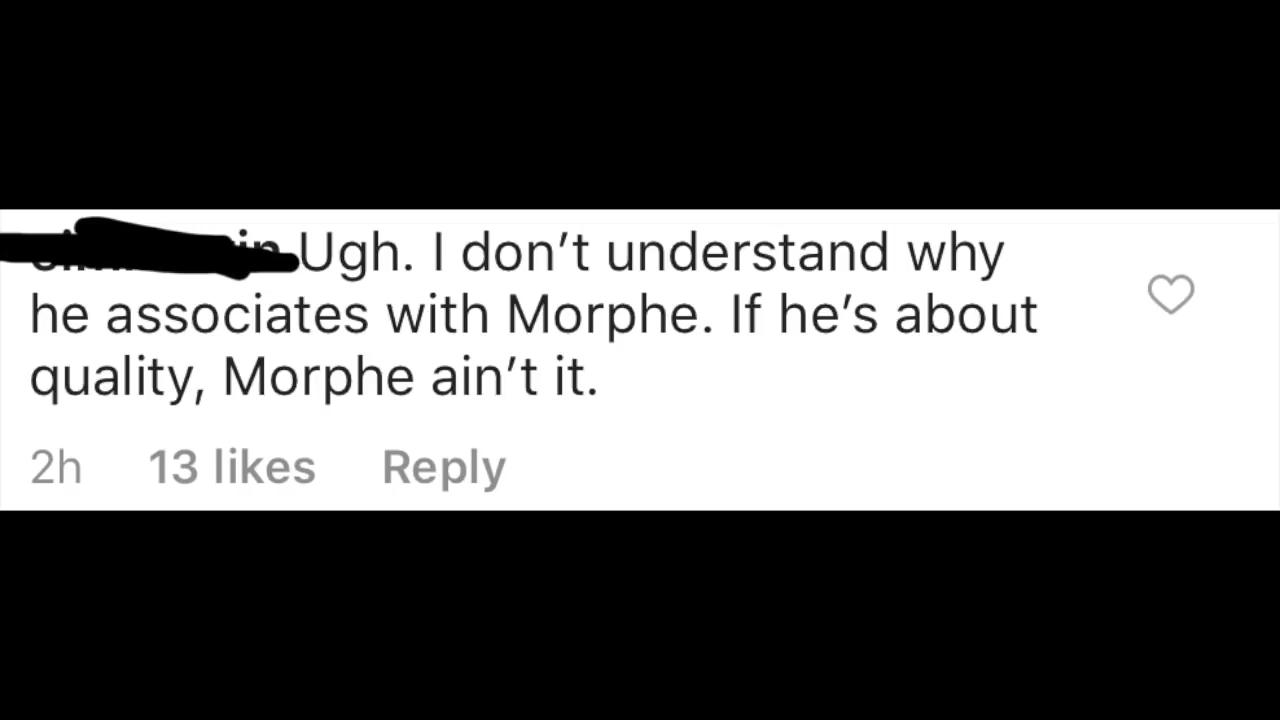 Ugh. I don’t understand why
he associates with Morphe. If he’s about
quality, Morphe ain’t it.
2h 13 likes Reply